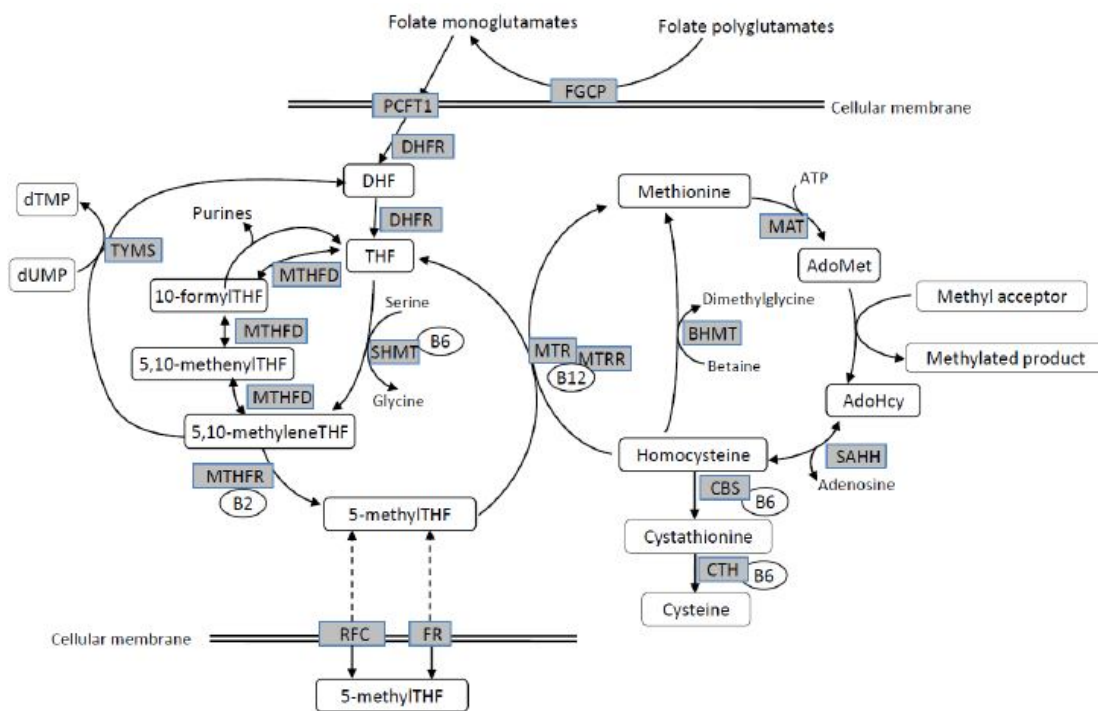 Folate monoglutamates
Folate polyglutamates
FGCP
PCFT1
Cellular membrane
DHFR
DHF
DHFR
THF
dTMP
dUMP
TYMS
Purines
MTHFD
10-formylTHF
MTHFD
5,10-methenylTHF
MTHFD
5,10-methyleneTHF
Serine
SHMT
B6
Glycine
MTHFR
B2
5-methylTHF
MTR
MTRR
B12
Methionine
ATP
MAT
AdoMet
Dimethylglycine
BHMT
Betaine
Methyl acceptor
Methylated product
AdoHcy
SAHH
Adenosine
Homocysteine
CBS
B6
Cystathionine
CTH
B6
Cysteine
Cellular membrane
RFC
FR
5-methylTHF